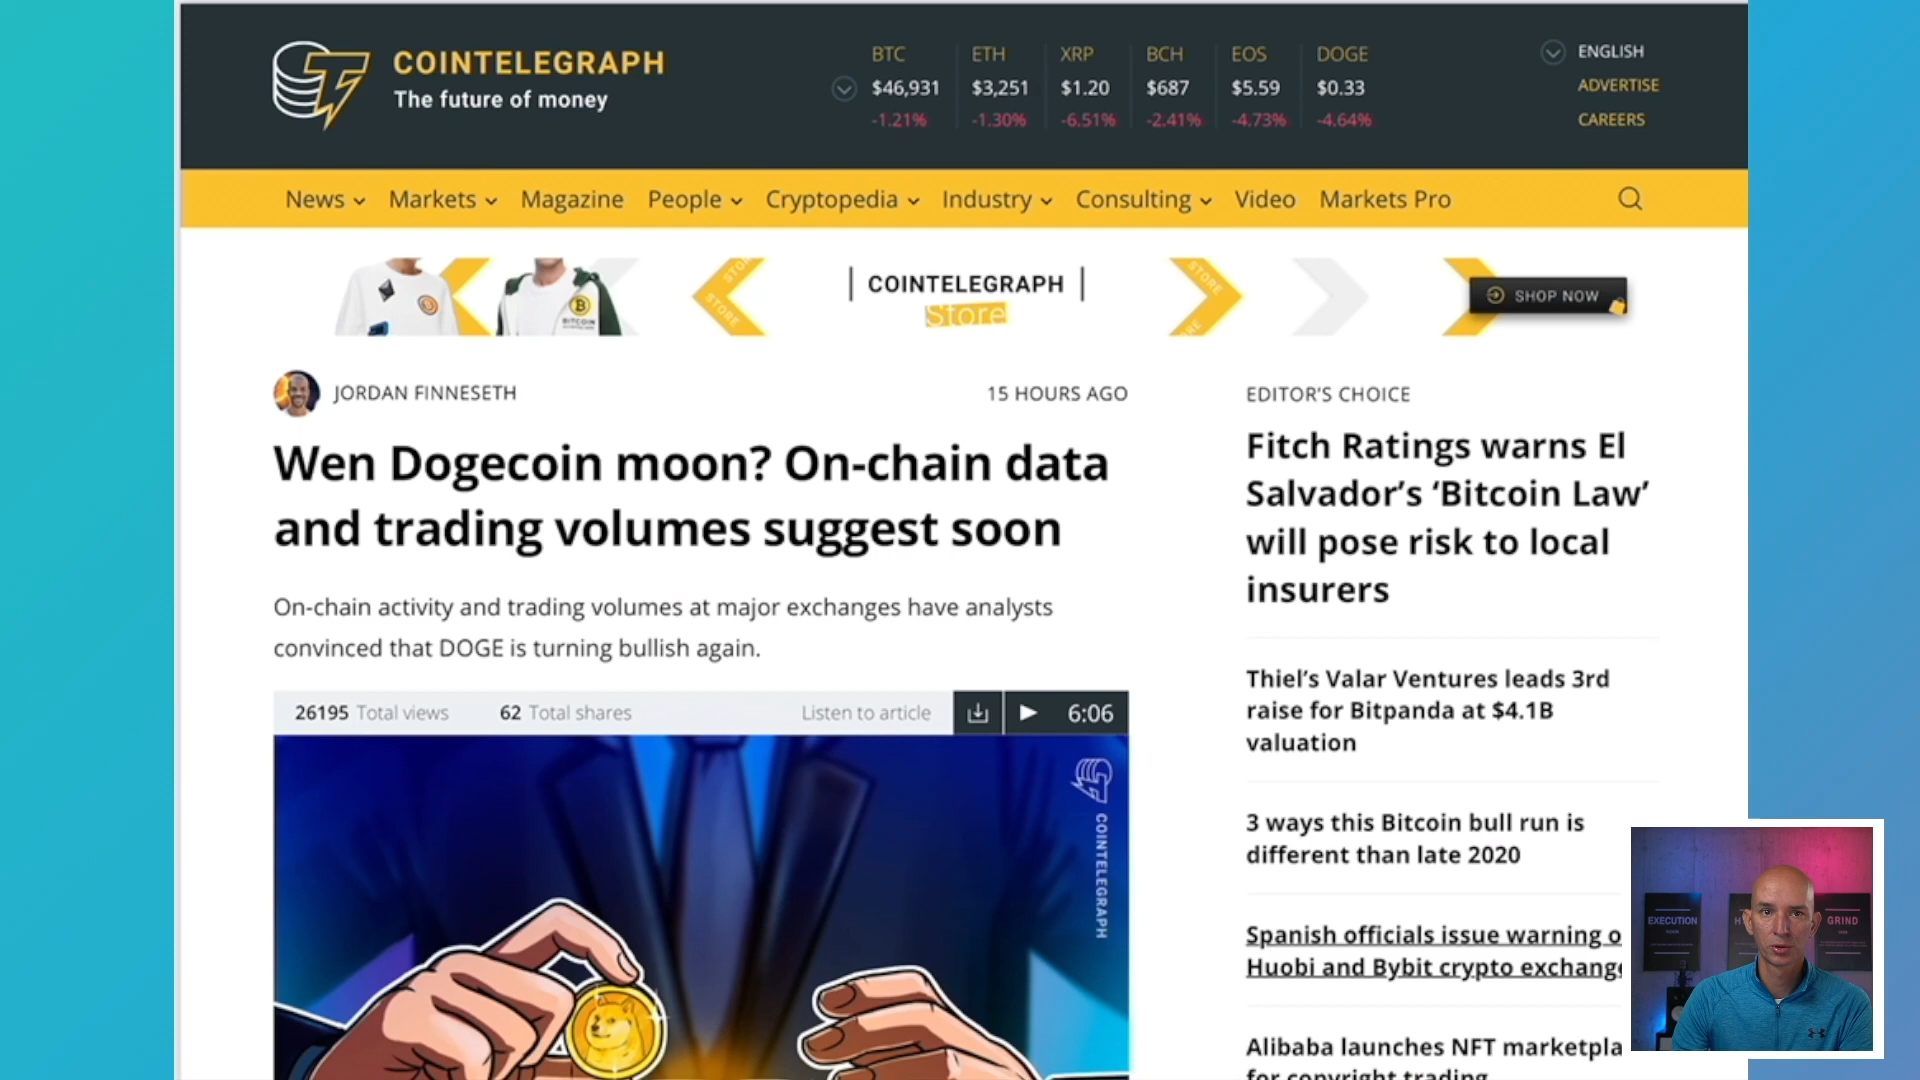 COINTELEGRAPH
The future of money
BTC ETH XRP BCH EOS DOGE
$46,931 $3,251 $1.20 $687 $5.59 $0.33
-1.21% -1.30% -6.51% -2.41% -4.73% -4.64%
ENGLISH
ADVERTISE
CAREERS
News Markets Magazine People Cryptopedia Industry Consulting Video Markets Pro
BITCOIN
STORE
STORE
COINTELEGRAPH
Store
STORE
SHOP NOW
JORDAN FINNESETH
15 HOURS AGO
Wen Dogecoin moon? On-chain data
and trading volumes suggest soon
On-chain activity and trading volumes at major exchanges have analysts
convinced that DOGE is turning bullish again.
26195 Total views 62 Total shares Listen to article 6:06
COINTELEGRAPH
EDITOR'S CHOICE
Fitch Ratings warns El
Salvador's ‘Bitcoin Law’
will pose risk to local
insurers
Thiel's Valar Ventures leads 3rd
raise for Bitpanda at $4.1B
valuation
3 ways this Bitcoin bull run is
different than late 2020
Spanish officials issue warning o
Huobi and Bybit crypto exchang
Alibaba launches NFT marketpla
for copyright trading
EXECUTION
H
GRIND